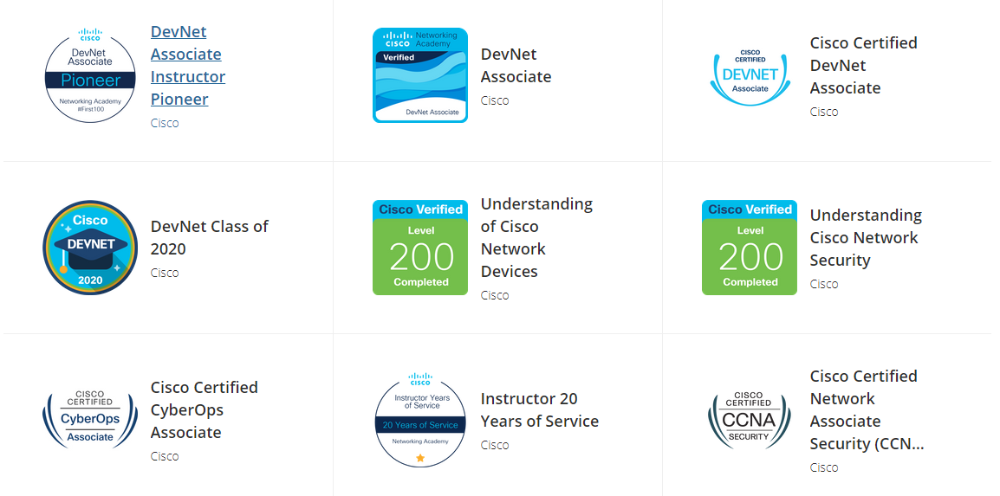 CISCO
DevNet
Associate
Pioneer
Networking Academy
#First100
DevNet
Associate
Instructor
Pioneer
Cisco
CISCO
Networking
Academy
Verified
DevNet Associate
DevNet
Associate
Cisco
CISCO
CERTIFIED
DEVNET
Associate
Cisco Certified
DevNet
Associate
Cisco
Cisco
DEVNET
2020
DevNet Class of
2020
Cisco
Cisco Verified
Level
200
Completed
Understanding
of Cisco
Network
Devices
Cisco
Cisco Verified
Level
200
Completed
Understanding
Cisco Network
Security
Cisco
CISCO
CERTIFIED
CyberOps
Associate
Cisco Certified
CyberOps
Associate
Cisco
CISCO
Instructor Years
of Service
20 Years of Service
Networking Academy
Instructor 20
Years of Service
Cisco
CISCO
CERTIFIED
CCNA
SECURITY
Cisco Certified
Network
Associate
Security (CCN...
Cisco